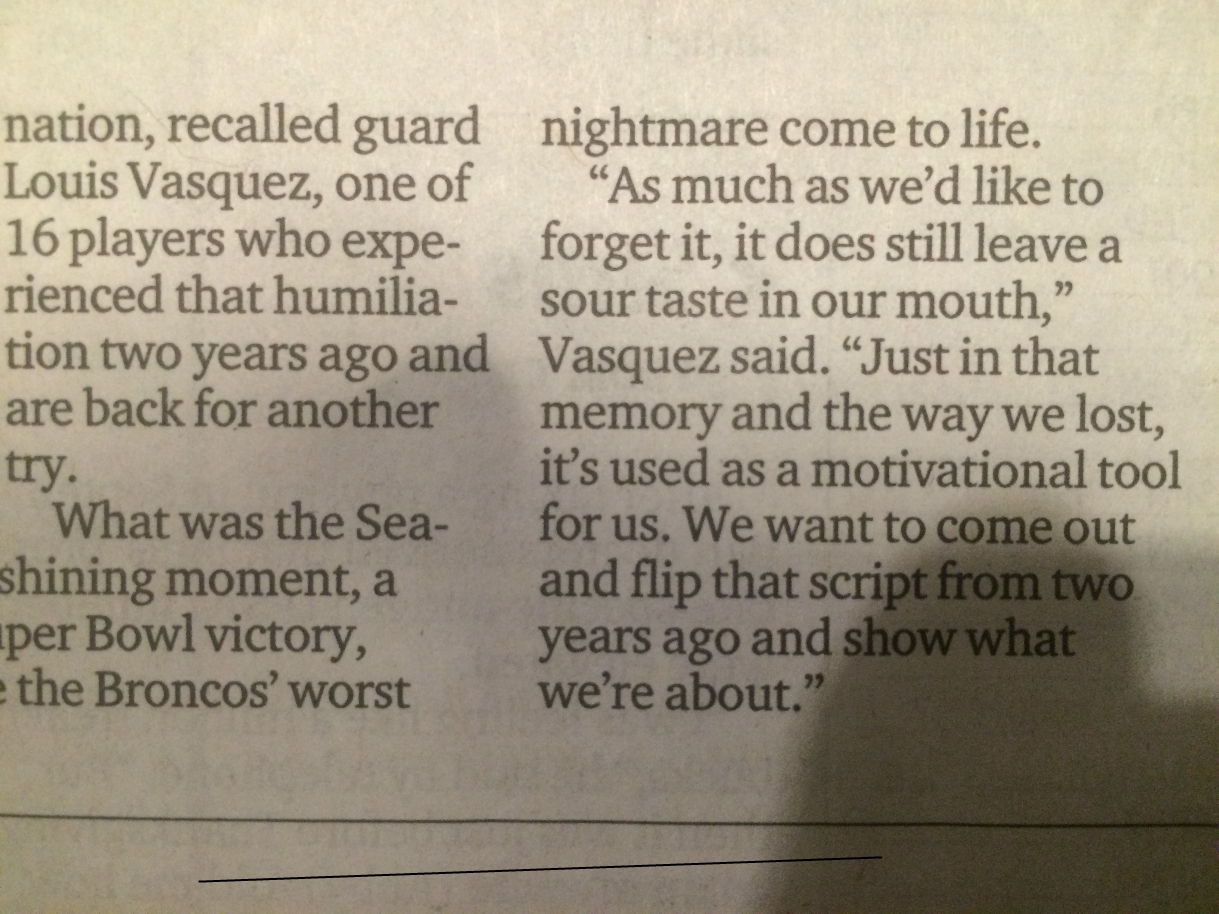 nation, recalled guard
Louis Vasquez, one of
16 players who expe-
rienced that humilia-
tion two years ago and
are back for another
try.
What was the Sea-
shining moment, a
Bowl victory,
the Broncos' worst
nightmare come to life.
“As much as we’d like to
forget it, it does still leave a
sour taste in our mouth,”
Vasquez said. “Just in that
memory and the way we lost,
it’s used as a motivational tool
for us. We want to come out
and flip that script from two
years ago and show what
we’re about.”